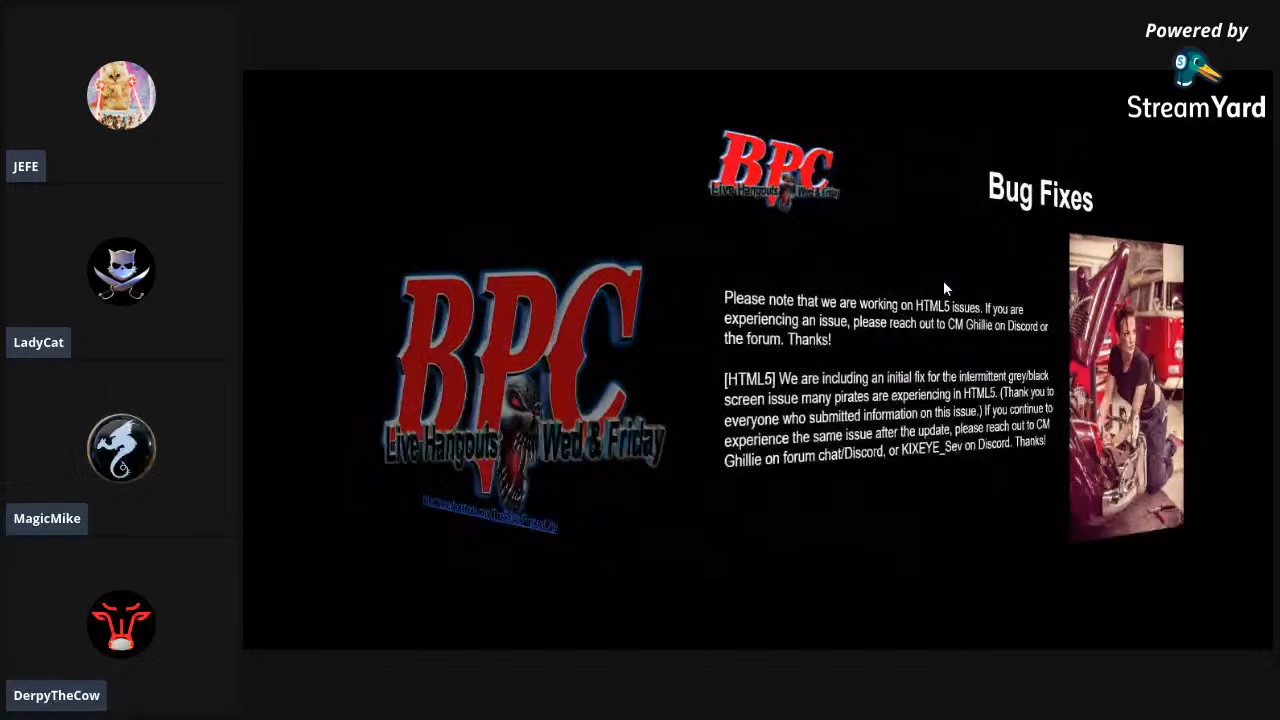 Powered by
StreamYard
JEFE
LadyCat
MagicMike
DerpyTheCow
BPC
Live Hangouts Wed & Friday
Bug Fixes
Please note that we are working on HTML5 issues. If you are
experiencing an issue, please reach out to CM Ghillie on Discord or
the forum. Thanks!
[HTML5] We are including an initial fix for the intermittent grey/black
screen issue many pirates are experiencing in HTML5. (Thank you to
everyone who submitted information on this issue.) If you continue to
experience the same issue after the update, please reach out to CM
Ghillie on forum chat/Discord, or KIXEYE_Sev on Discord. Thanks!
BPC
Live Hangouts Wed & Friday